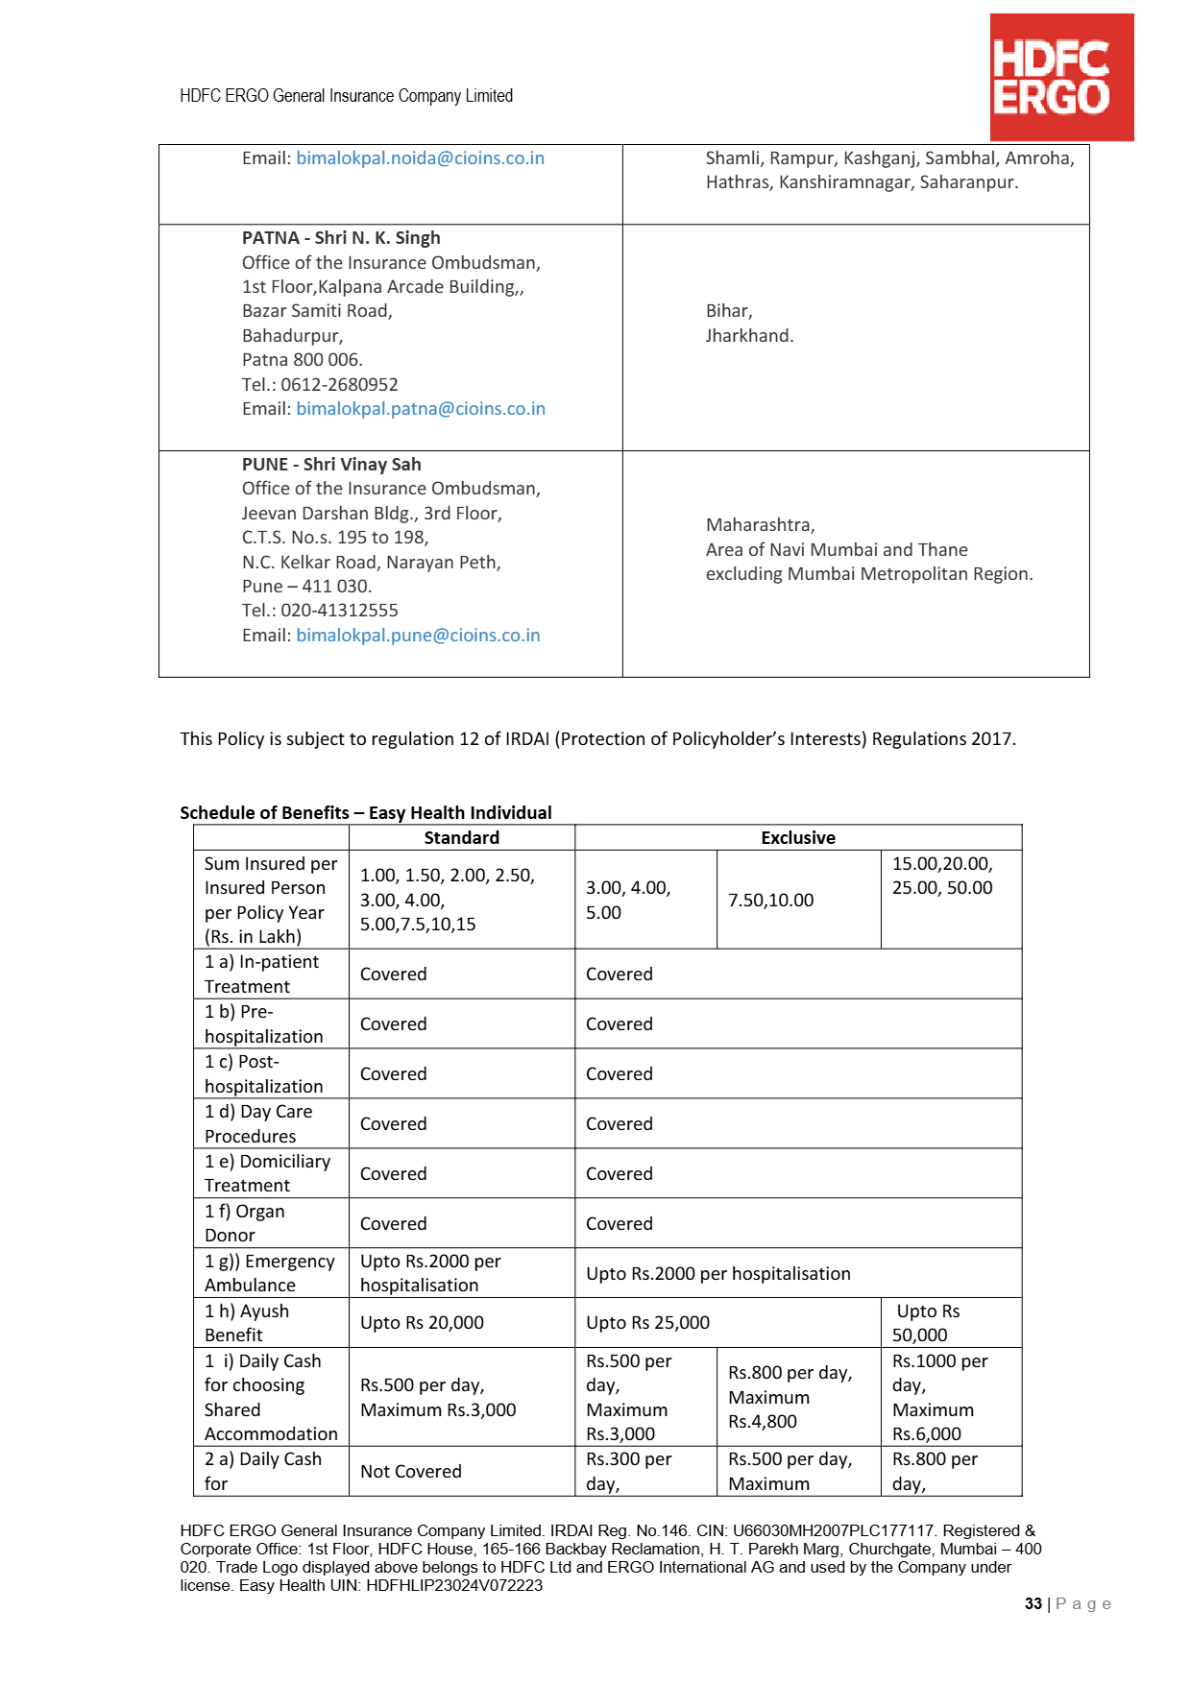 HDFC
ERGO
HDFC ERGO General Insurance Company Limited
Email: bimalokpal.noida@cioins.co.in
Shamli, Rampur, Kashganj, Sambhal, Amroha,
Hathras, Kanshiramnagar, Saharanpur.
PATNA - Shri N. K. Singh
Office of the Insurance Ombudsman,
1st Floor,Kalpana Arcade Building,,
Bazar Samiti Road,
Bahadurpur,
Patna 800 006.
Tel.: 0612-2680952
Email: bimalokpal.patna@cioins.co.in
Bihar,
Jharkhand.
PUNE - Shri Vinay Sah
Office of the Insurance Ombudsman,
Jeevan Darshan Bldg., 3rd Floor,
C.T.S. No.s. 195 to 198,
N.C. Kelkar Road, Narayan Peth,
Pune – 411 030.
Tel.: 020-41312555
Email: bimalokpal.pune@cioins.co.in
Maharashtra,
Area of Navi Mumbai and Thane
excluding Mumbai Metropolitan Region.
This Policy is subject to regulation 12 of IRDAI (Protection of Policyholder's Interests) Regulations 2017.
Schedule of Benefits – Easy Health Individual
Standard
Exclusive
Sum Insured per
Insured Person
per Policy Year
(Rs. in Lakh)
1.00, 1.50, 2.00, 2.50,
3.00, 4.00,
5.00,7.5,10,15
3.00, 4.00,
5.00
7.50,10.00
15.00,20.00,
25.00, 50.00
1 a) In-patient
Treatment
Covered
Covered
1 b) Pre-
hospitalization
Covered
Covered
1 c) Post-
hospitalization
Covered
Covered
1 d) Day Care
Procedures
Covered
Covered
1 e) Domiciliary
Treatment
Covered
Covered
1 f) Organ
Donor
Covered
Covered
1 g)) Emergency
Ambulance
Upto Rs.2000 per
hospitalisation
Upto Rs.2000 per hospitalisation
1 h) Ayush
Benefit
Upto Rs 20,000
Upto Rs 25,000
Upto Rs
50,000
1 i) Daily Cash
for choosing
Shared
Accommodation
Rs.500 per day,
Maximum Rs.3,000
Rs.500 per
day,
Maximum
Rs.3,000
Rs.800 per day,
Maximum
Rs.4,800
Rs.1000 per
day,
Maximum
Rs.6,000
2 a) Daily Cash
for
Not Covered
Rs.300 per
day,
Rs.500 per day,
Maximum
Rs.800 per
day,
HDFC ERGO General Insurance Company Limited. IRDAI Reg. No.146. CIN: U66030MH2007PLC177117. Registered &
Corporate Office: 1st Floor, HDFC House, 165-166 Backbay Reclamation, H. T. Parekh Marg, Churchgate, Mumbai – 400
020. Trade Logo displayed above belongs to HDFC Ltd and ERGO International AG and used by the Company under
license. Easy Health UIN: HDFHLIP23024V072223
33 | Page